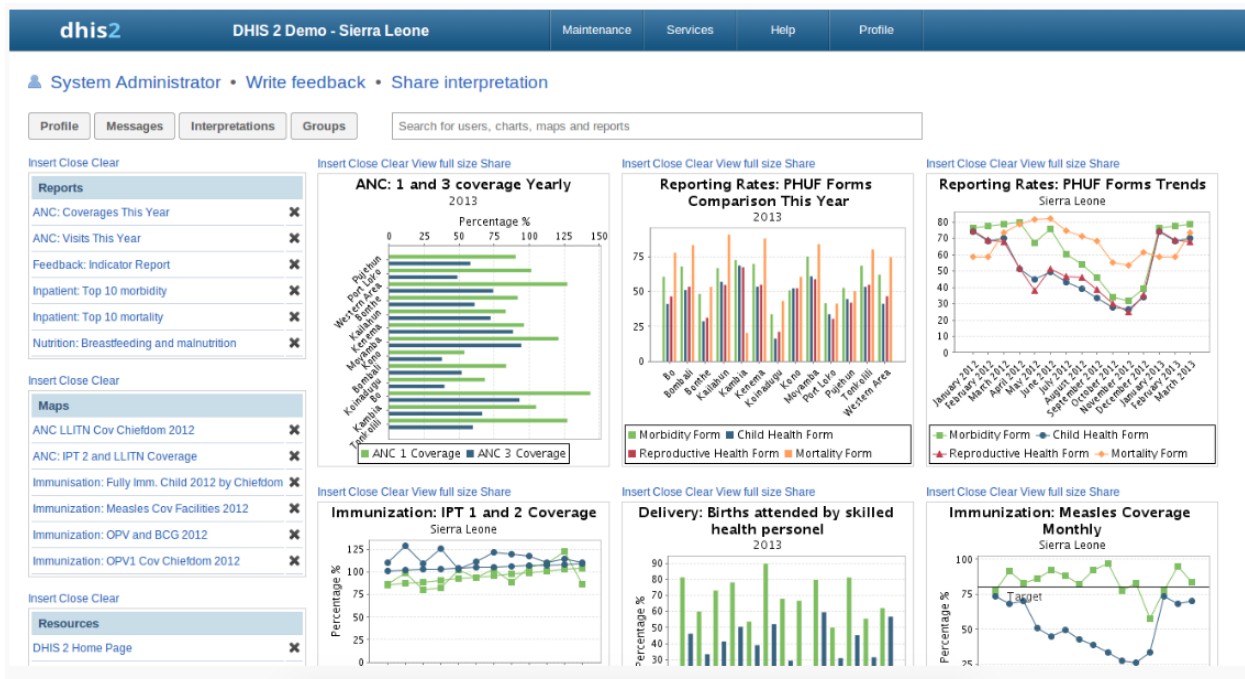 dhis2 DHIS 2 Demo - Sierra Leone Maintenance Services Help Profile
System Administrator • Write feedback • Share interpretation
Profile Messages Interpretations Groups Search for users, charts, maps and reports
Insert Close Clear
Reports
ANC: Coverages This Year
ANC: Visits This Year
Feedback: Indicator Report
Inpatient: Top 10 morbidity
Inpatient: Top 10 mortality
Nutrition: Breastfeeding and malnutrition
Insert Close Clear
Maps
ANC LLITN Cov Chiefdom 2012
ANC: IPT 2 and LLITN Coverage
Immunisation: Fully Imm. Child 2012 by Chiefdom
Immunization: Measles Cov Facilities 2012
Immunization: OPV and BCG 2012
Immunization: OPV1 Cov Chiefdom 2012
Insert Close Clear
Resources
DHIS 2 Home Page
Insert Close Clear View full size Share
ANC: 1 and 3 coverage Yearly
2013
Percentage %
0 25 50 75 100 125 150
Pujehun
Port Loko
Western Area
Bonthe
Kailahun
Kenema
Moyamba
Kono
Bombali
Koinadugu
Bo
Kambia
Tonkolili
ANC 1 Coverage ANC 3 Coverage
Insert Close Clear View full size Share
Reporting Rates: PHUF Forms
Comparison This Year
2013
75
50
25
0
Bo
Bombali
Bonthe
Kailahun
Kambia
Kenema
Koinadugu
Kono
Moyamba
Port Loko
Pujehun
Tonkolili
Western Area
Morbidity Form Child Health Form
Reproductive Health Form Mortality Form
Insert Close Clear View full size Share
Reporting Rates: PHUF Forms Trends
Sierra Leone
80
70
60
50
40
30
20
10
0
January 2012
February 2012
March 2012
April 2012
May 2012
June 2012
July 2012
August 2012
September 2012
October 2012
November 2012
December 2012
January 2013
February 2013
March 2013
Morbidity Form Child Health Form
Reproductive Health Form Mortality Form
Insert Close Clear View full size Share
Immunization: IPT 1 and 2 Coverage
Sierra Leone
Percentage %
125
100
75
50
25
0
Insert Close Clear View full size Share
Delivery: Births attended by skilled
health personel
2013
Percentage %
90
80
70
60
50
40
30
Insert Close Clear View full size Share
Immunization: Measles Coverage
Monthly
Sierra Leone
Percentage %
100
75
50
25
Target